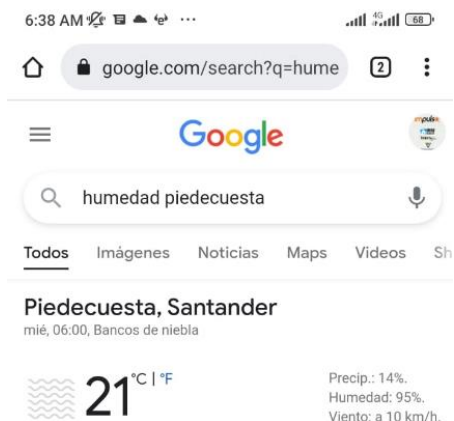 6:38 AM
4G
68
google.com/search?q=hume
2
Google
humedad piedecuesta
Todos Imágenes Noticias Maps Videos Sh
Piedecuesta, Santander
mié, 06:00, Bancos de niebla
21 °C | °F
Precip.: 14%.
Humedad: 95%.
Viento: a 10 km/h.